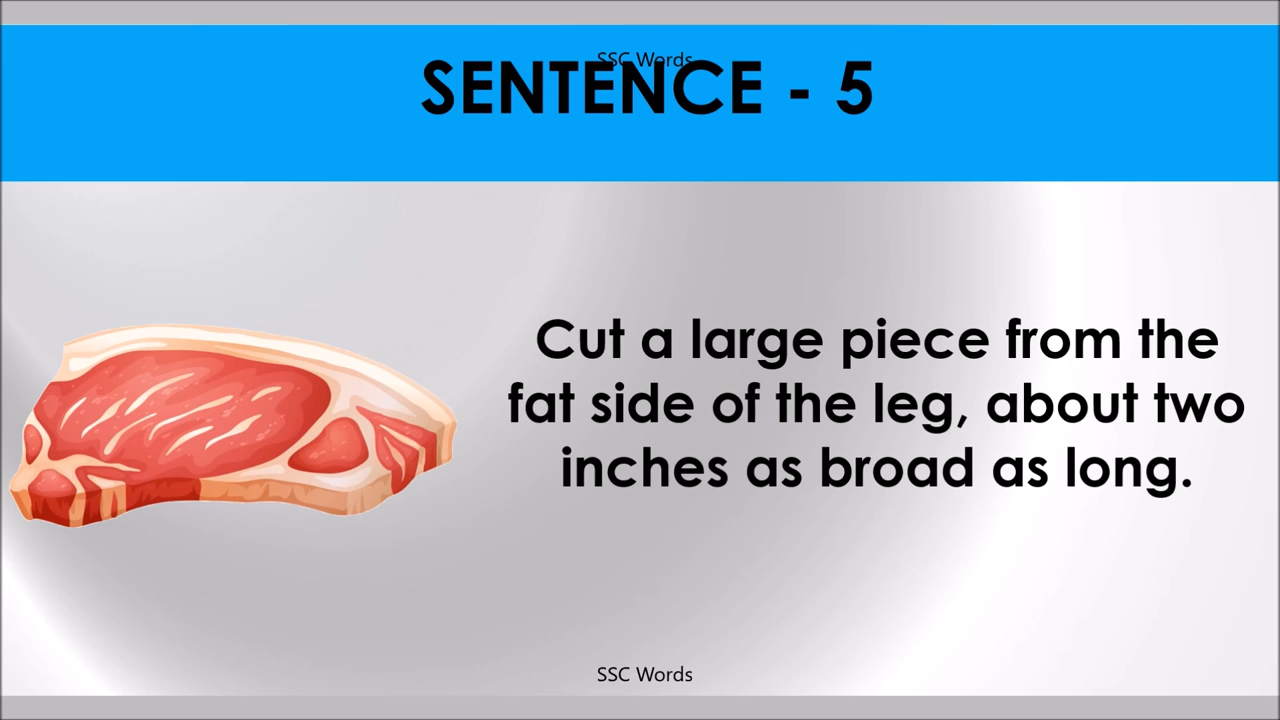 SSC Words
SENTENCE - 5
Cut a large piece from the
fat side of the leg, about two
inches as broad as long.
SSC Words